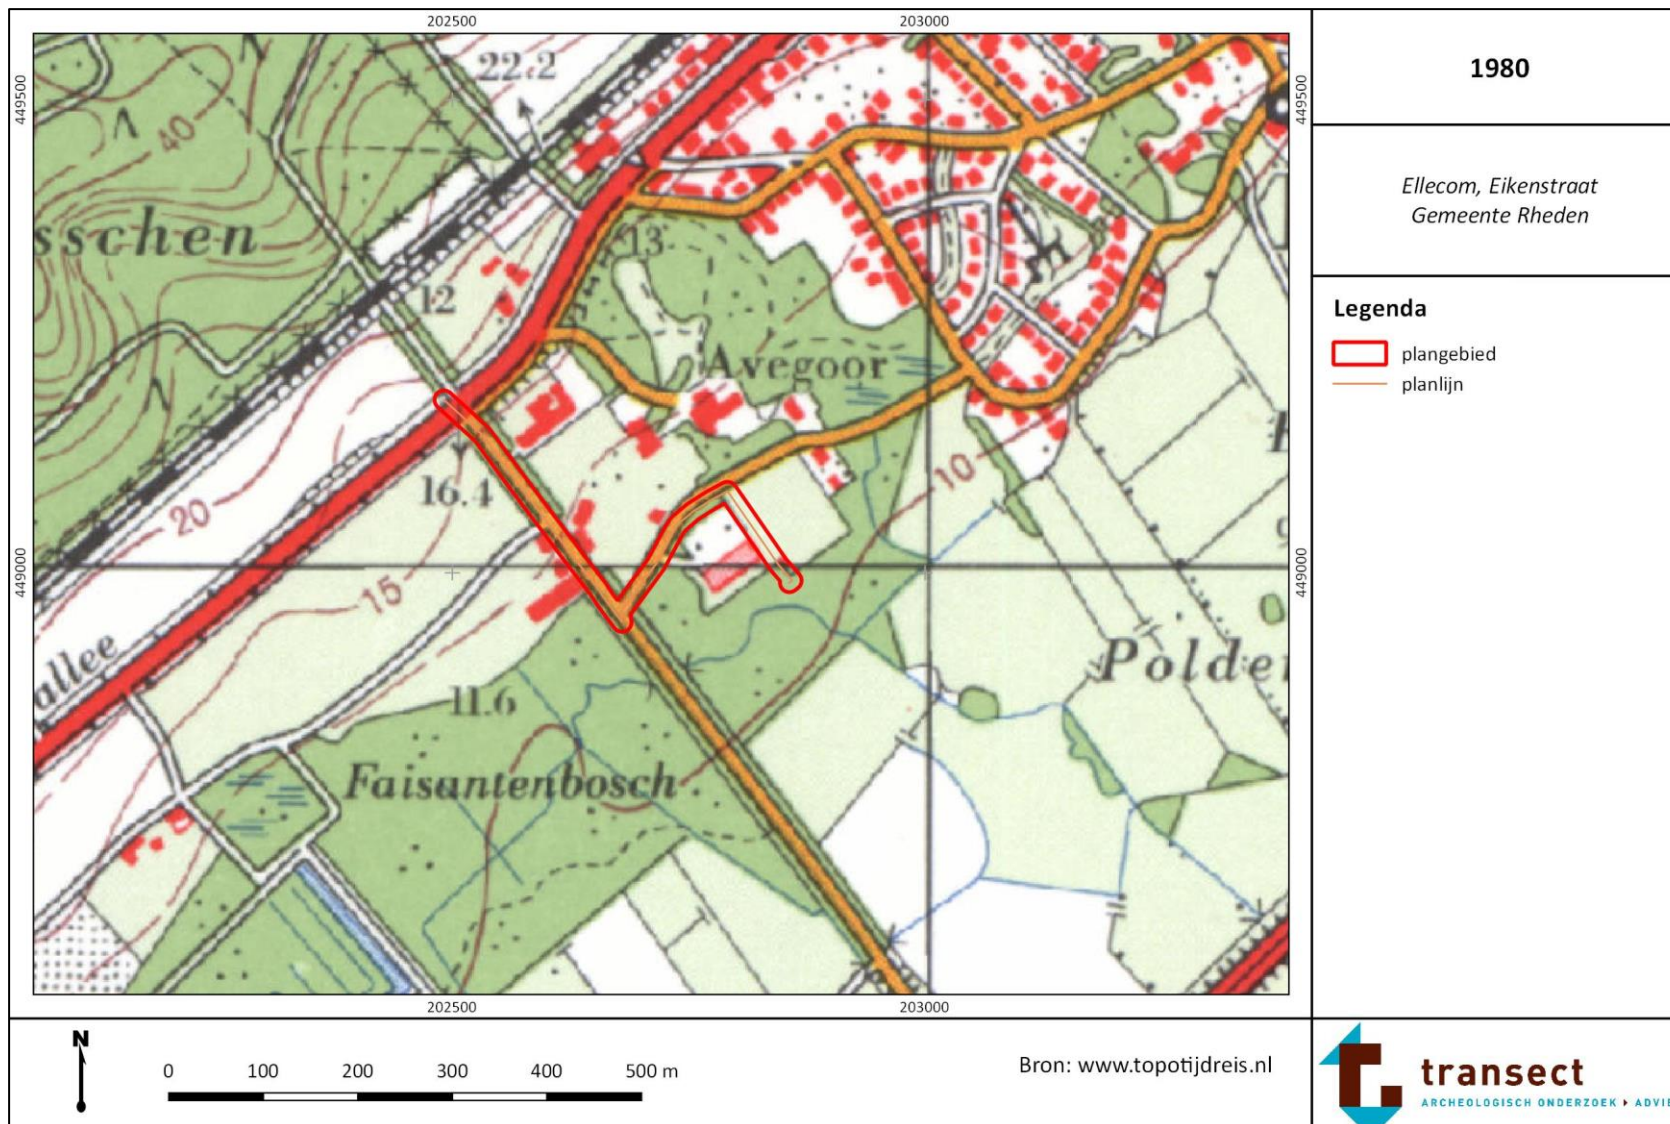 202500
203000
449500
449500
22.2
40
sschen
13
12
Avegoor
10
16.4
20
449000
449000
15
allee
Polde
11.6
Faisantenbosch
202500
203000
1980
Ellecom, Eikenstraat
Gemeente Rheden
Legenda
plangebied
planlijn
N
0 100 200 300 400 500 m
Bron: www.topotijdreis.nl
transect
ARCHEOLOGISCH ONDERZOEK ADVIE